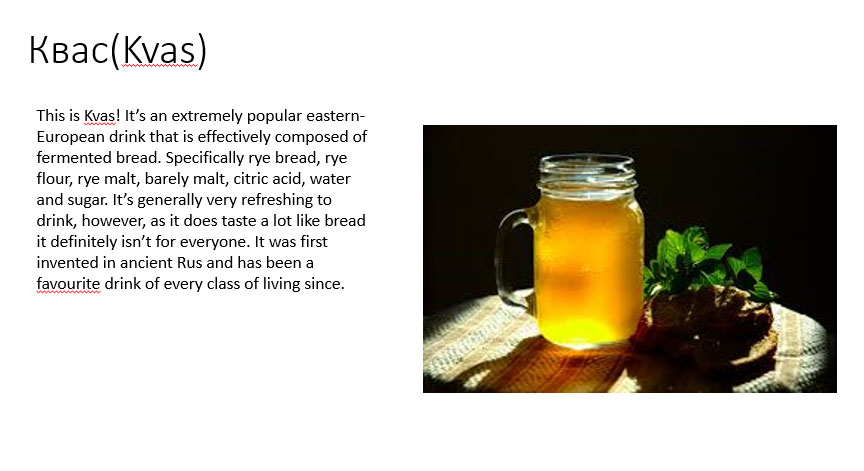 Квас(Kvas)
This is Kvas! It’s an extremely popular eastern-
European drink that is effectively composed of
fermented bread. Specifically rye bread, rye
flour, rye malt, barely malt, citric acid, water
and sugar. It’s generally very refreshing to
drink, however, as it does taste a lot like bread
it definitely isn’t for everyone. It was first
invented in ancient Rus and has been a
favourite drink of every class of living since.